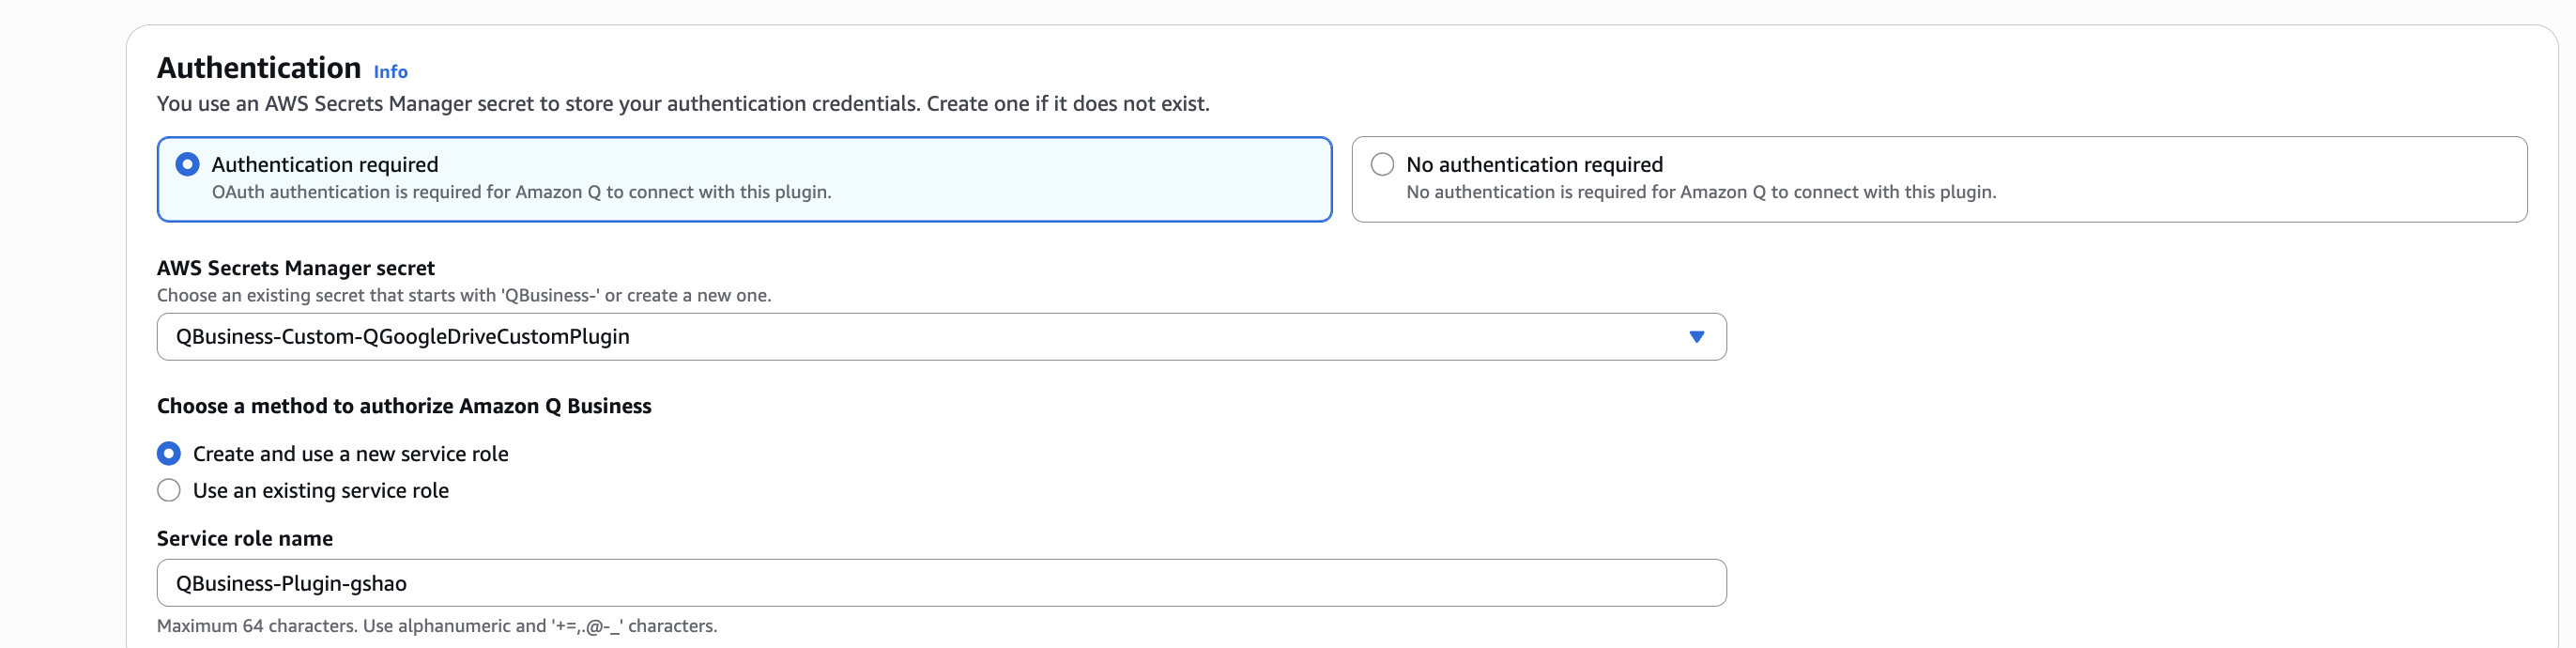 Authentication Info
You use an AWS Secrets Manager secret to store your authentication credentials. Create one if it does not exist.
Authentication required
OAuth authentication is required for Amazon Q to connect with this plugin.
No authentication required
No authentication is required for Amazon Q to connect with this plugin.
AWS Secrets Manager secret
Choose an existing secret that starts with 'QBusiness-' or create a new one.
QBusiness-Custom-QGoogleDriveCustomPlugin
Choose a method to authorize Amazon Q Business
Create and use a new service role
Use an existing service role
Service role name
QBusiness-Plugin-gshao
Maximum 64 characters. Use alphanumeric and '+=,.@-_' characters.